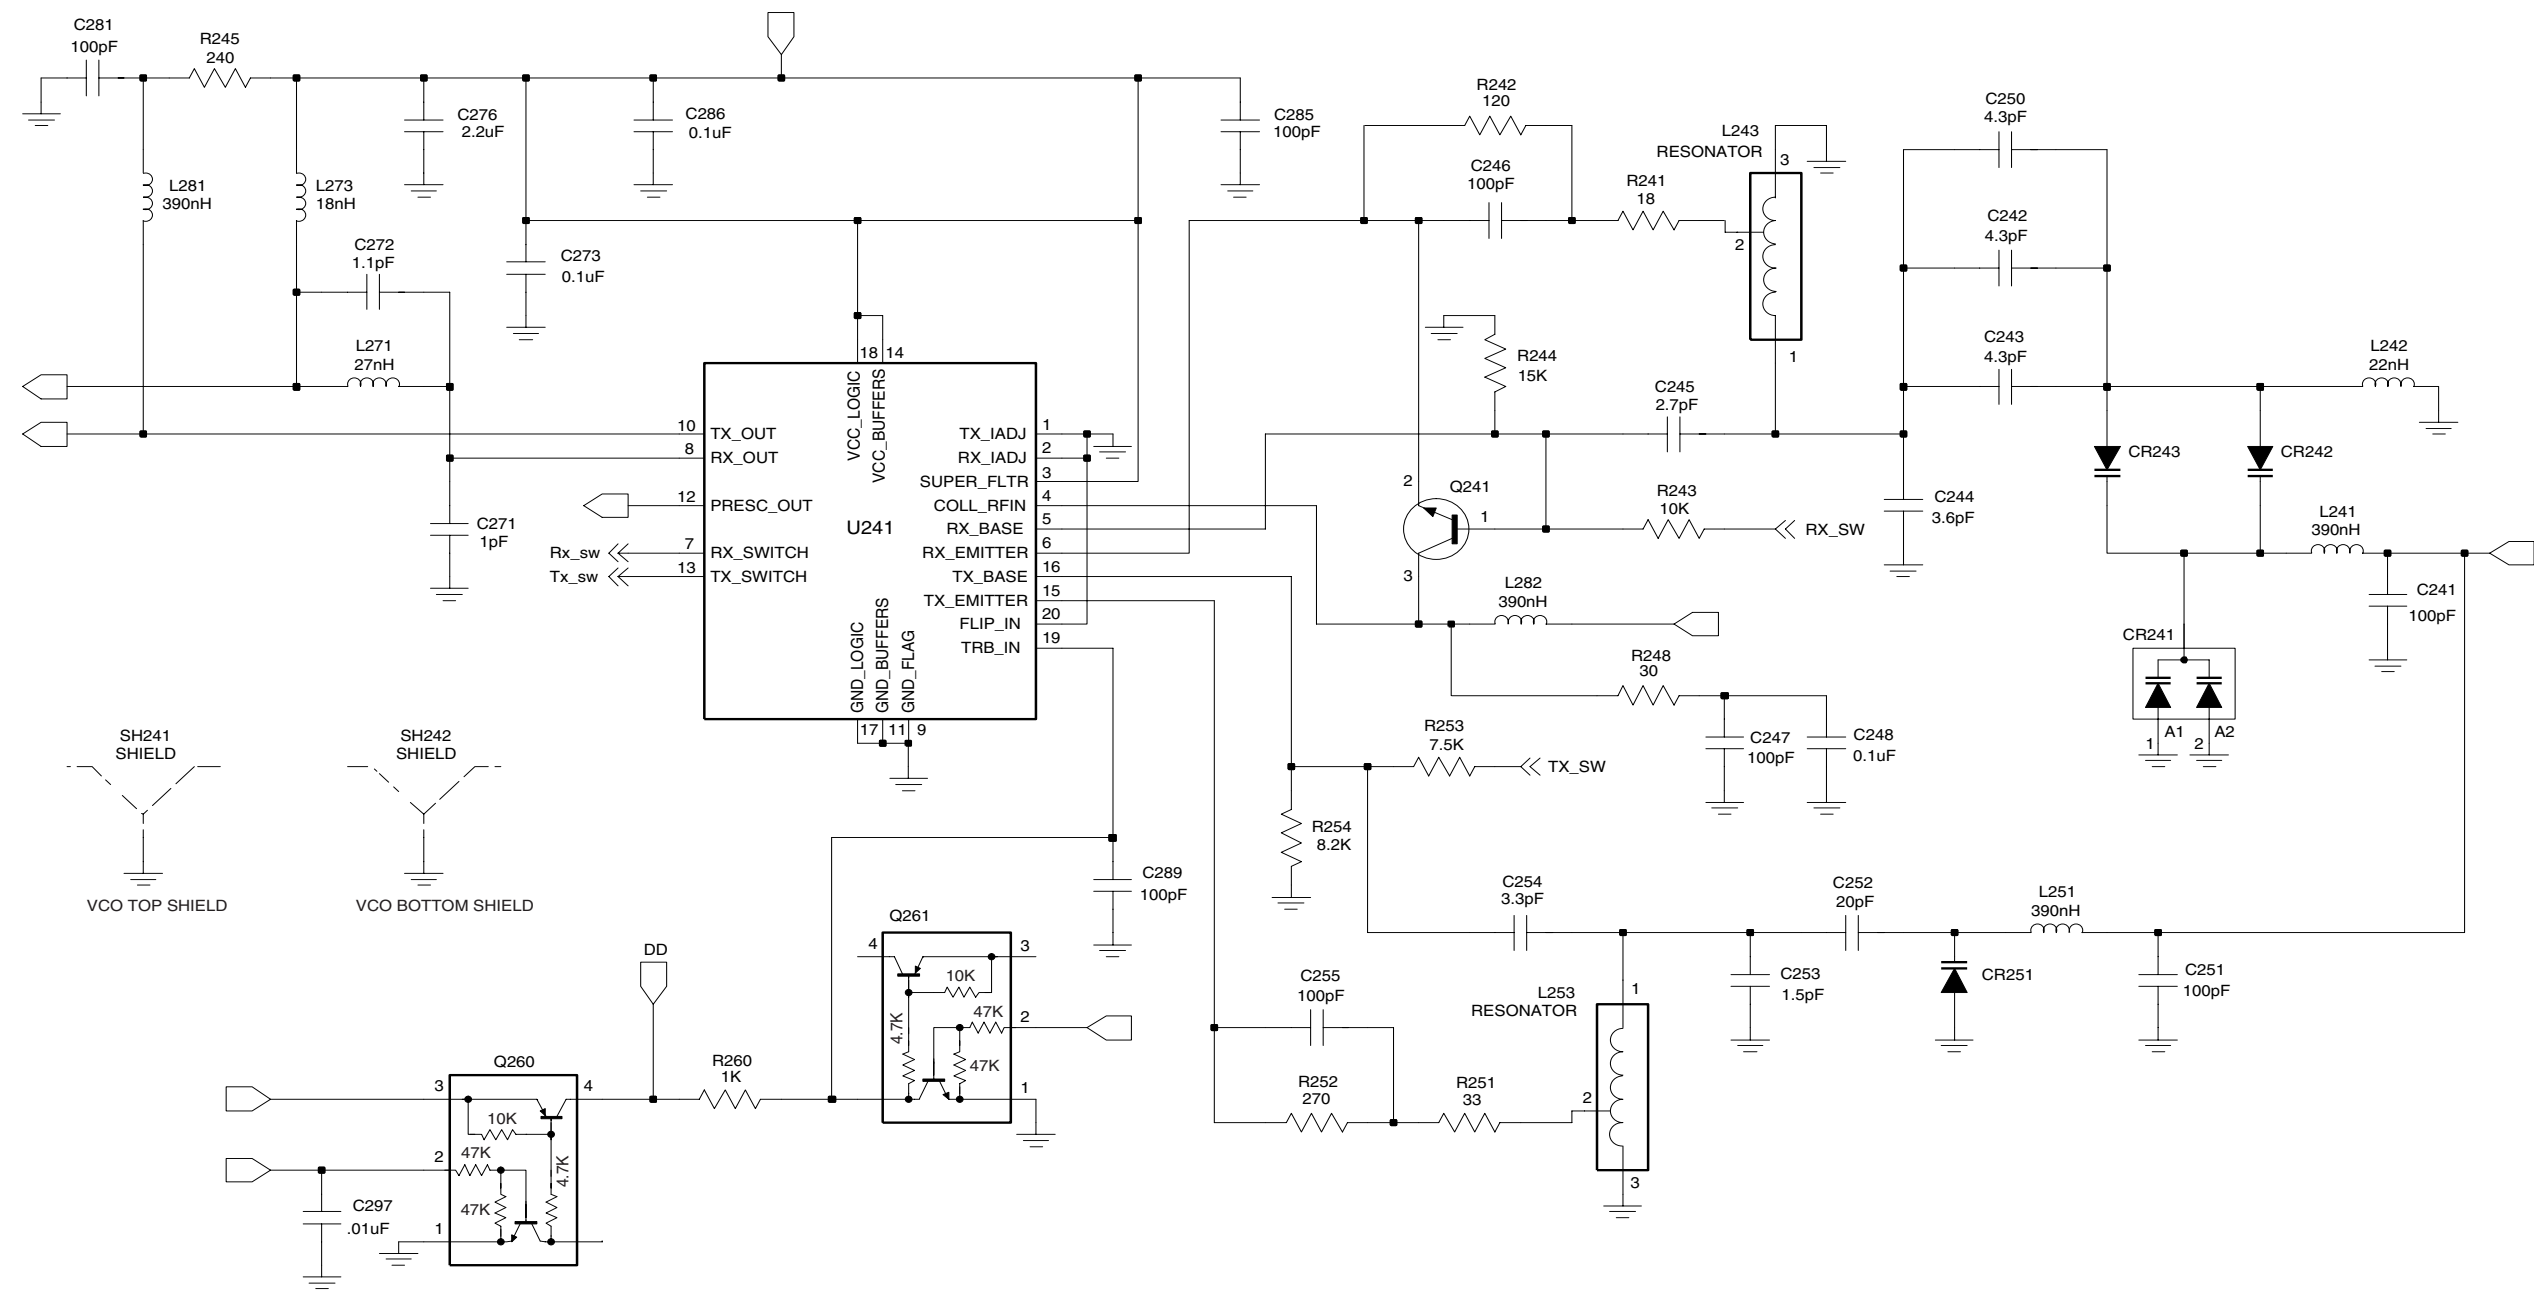 C281
100pF
R245
240
C276
2.2uF
C286
0.1uF
C285
100pF
L281
390nH
L273
18nH
C272
1.1pF
C273
0.1uF
L271
27nH
C271
1pF
R242
120
C246
100pF
R241
18
L243
RESONATOR
3
2
1
C250
4.3pF
C242
4.3pF
C243
4.3pF
L242
22nH
R244
15K
C245
2.7pF
CR243
CR242
18
14
VCC_LOGIC
VCC_BUFFERS
10
TX_OUT
8
RX_OUT
12
PRESC_OUT
7
RX_SWITCH
13
TX_SWITCH
Rx_sw
Tx_sw
U241
TX_IADJ
1
RX_IADJ
2
SUPER_FLTR
3
COLL_RFIN
4
RX_BASE
5
RX_EMITTER
6
TX_BASE
16
TX_EMITTER
15
FLIP_IN
20
TRB_IN
19
GND_LOGIC
GND_BUFFERS
GND_FLAG
17
11
9
2
Q241
1
3
R243
10K
RX_SW
C244
3.6pF
L241
390nH
C241
100pF
L282
390nH
CR241
1
A1
2
A2
R248
30
C247
100pF
C248
0.1uF
R253
7.5K
TX_SW
R254
8.2K
SH241
SHIELD
VCO TOP SHIELD
SH242
SHIELD
VCO BOTTOM SHIELD
C289
100pF
Q261
4
3
10K
4.7K
47K
2
47K
1
C254
3.3pF
C252
20pF
L251
390nH
C253
1.5pF
CR251
C251
100pF
C255
100pF
L253
RESONATOR
1
2
3
R252
270
R251
33
DD
R260
1K
Q260
3
4
10K
2
47K
4.7K
47K
1
C297
.01uF